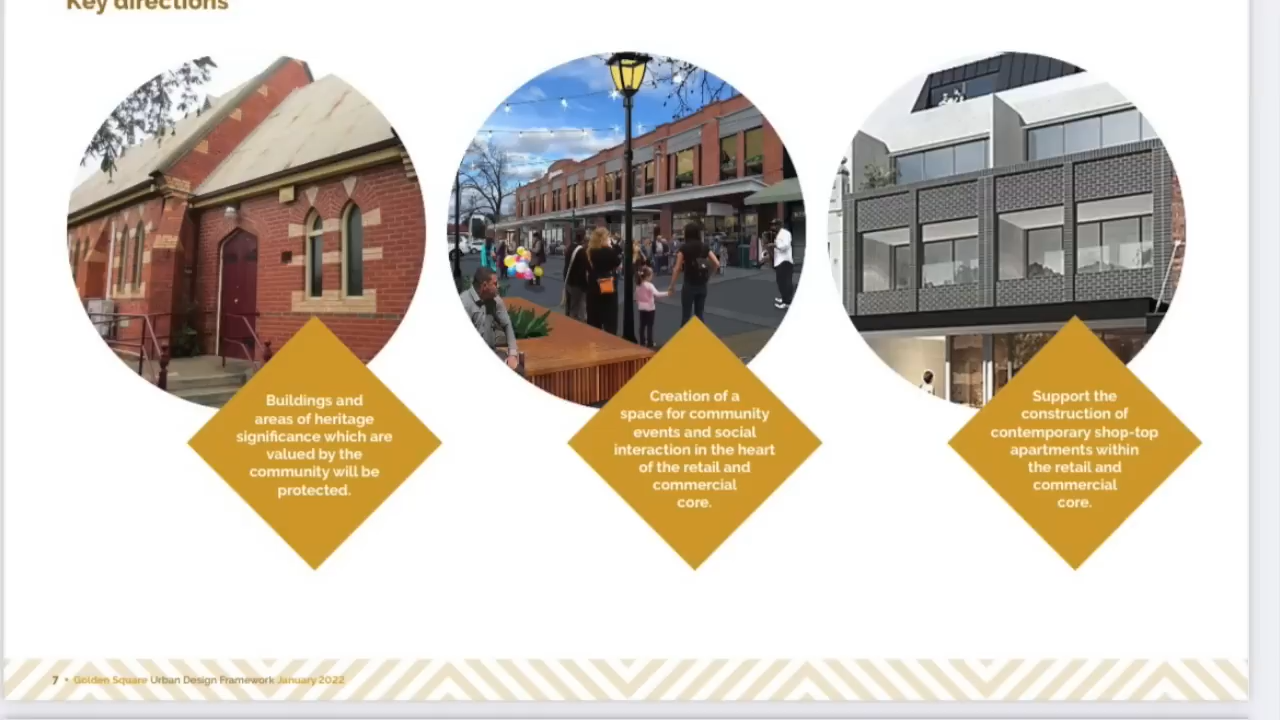 Key directions
Buildings and
areas of heritage
significance which are
valued by the
community will be
protected.
Creation of a
space for community
events and social
interaction in the heart
of the retail and
commercial
core.
Support the
construction of
contemporary shop-top
apartments within
the retail and
commercial
core.
7 • Golden Square Urban Design Framework January 2022